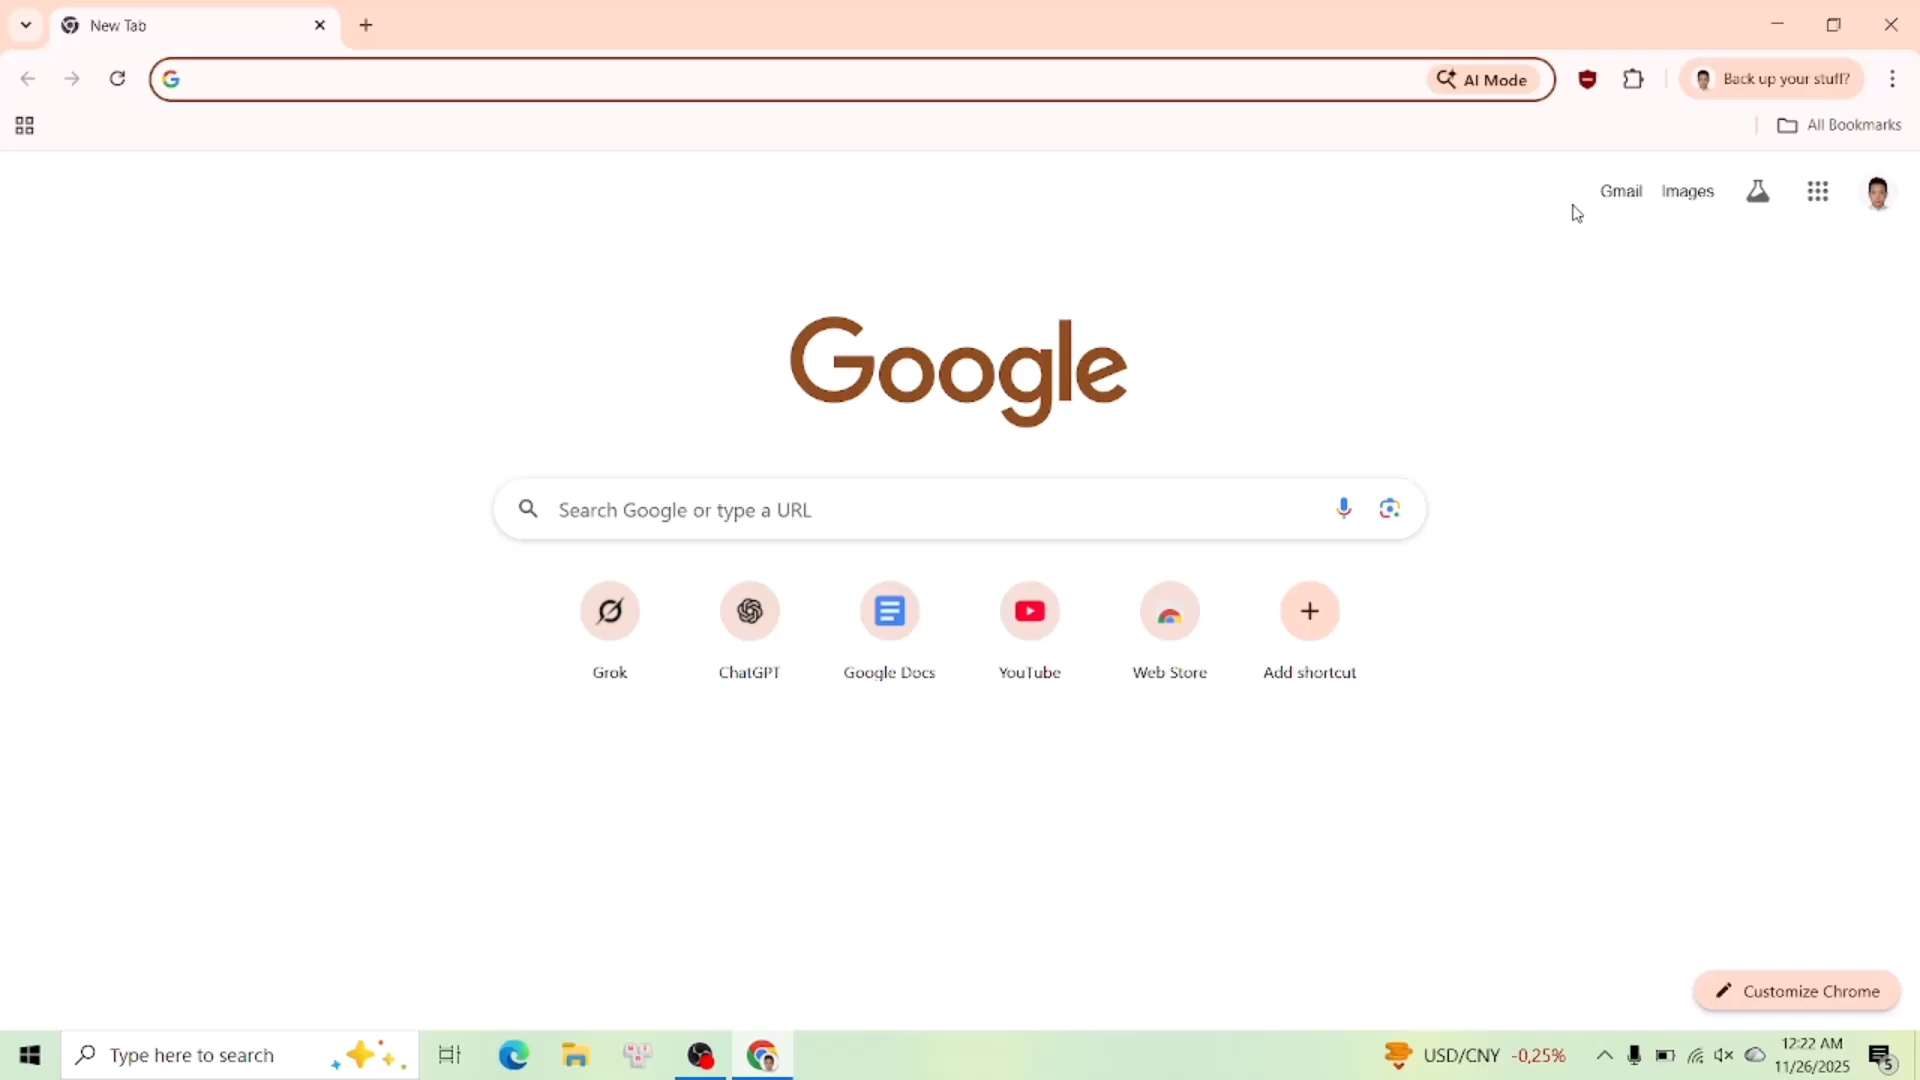 New Tab
AI Mode
Back up your stuff?
All Bookmarks
Gmail Images
Google
Search Google or type a URL
Grok ChatGPT Google Docs YouTube Web Store Add shortcut
Customize Chrome
Type here to search
USD/CNY -0,25%
12:22 AM
11/26/2025
5